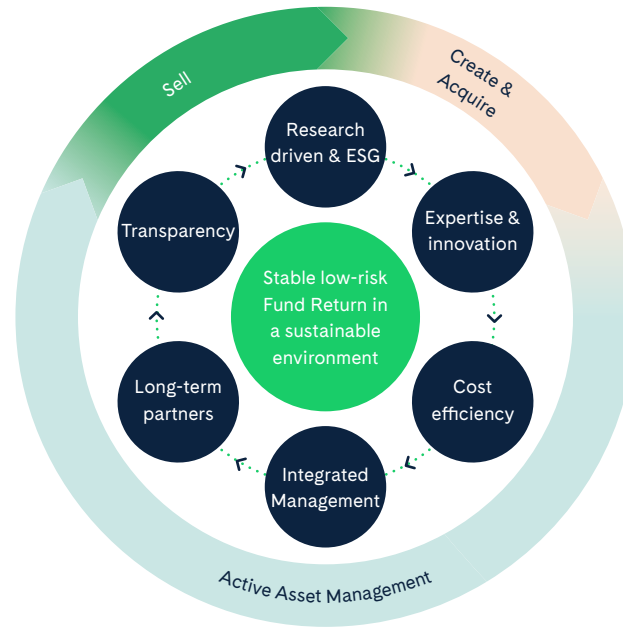 Sell
Create &
Acquire
Research
driven & ESG
Transparency
Expertise &
innovation
Stable low-risk
Fund Return in
a sustainable
environment
Long-term
partners
Cost
efficiency
Integrated
Management
Active Asset Management